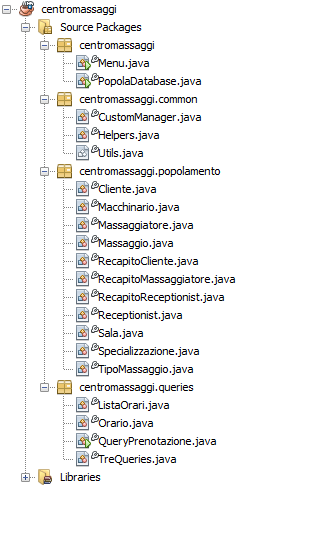 centromassaggi
Source Packages
centromassaggi
Menu.java
PopolaDatabase.java
centromassaggi.common
CustomManager.java
Helpers.java
Utils.java
centromassaggi.popolamento
Cliente.java
Macchinario.java
Massaggiatore.java
Massaggio.java
RecapitoCliente.java
RecapitoMassaggiatore.java
RecapitoReceptionist.java
Receptionist.java
Sala.java
Specializzazione.java
TipoMassaggio.java
centromassaggi.queries
ListaOrari.java
Orario.java
QueryPrenotazione.java
TreQueries.java
Libraries